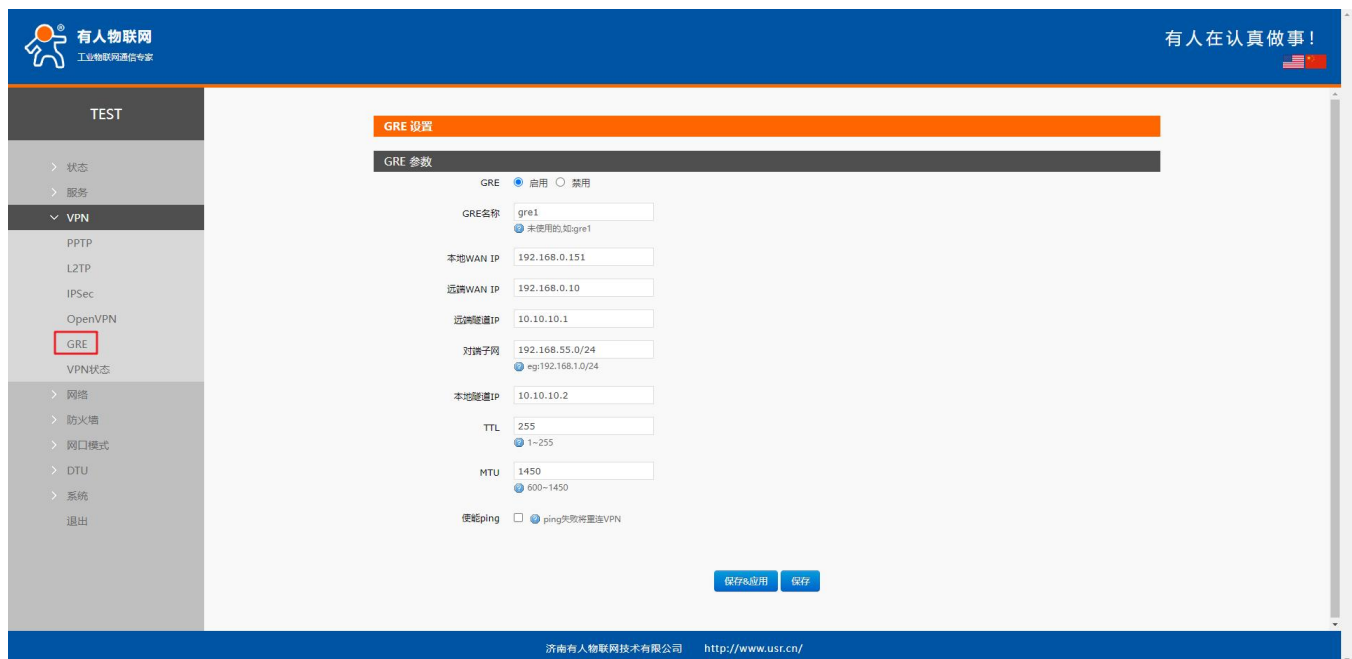 有人物联网
工业物联网通信专家
有人在认真做事!
TEST
状态
服务
VPN
PPTP
L2TP
IPSec
OpenVPN
GRE
VPN状态
网络
防火墙
网口模式
DTU
系统
退出
GRE 设置
GRE 参数
GRE 启用 禁用
GRE名称 gre1
未使用的,如:gre1
本地WAN IP 192.168.0.151
远端WAN IP 192.168.0.10
远端隧道IP 10.10.10.1
对端子网 192.168.55.0/24
eg:192.168.1.0/24
本地隧道IP 10.10.10.2
TTL 255
1~255
MTU 1450
600~1450
使能ping ping失败将重连VPN
保存&应用 保存
济南有人物联网技术有限公司 http://www.usr.cn/